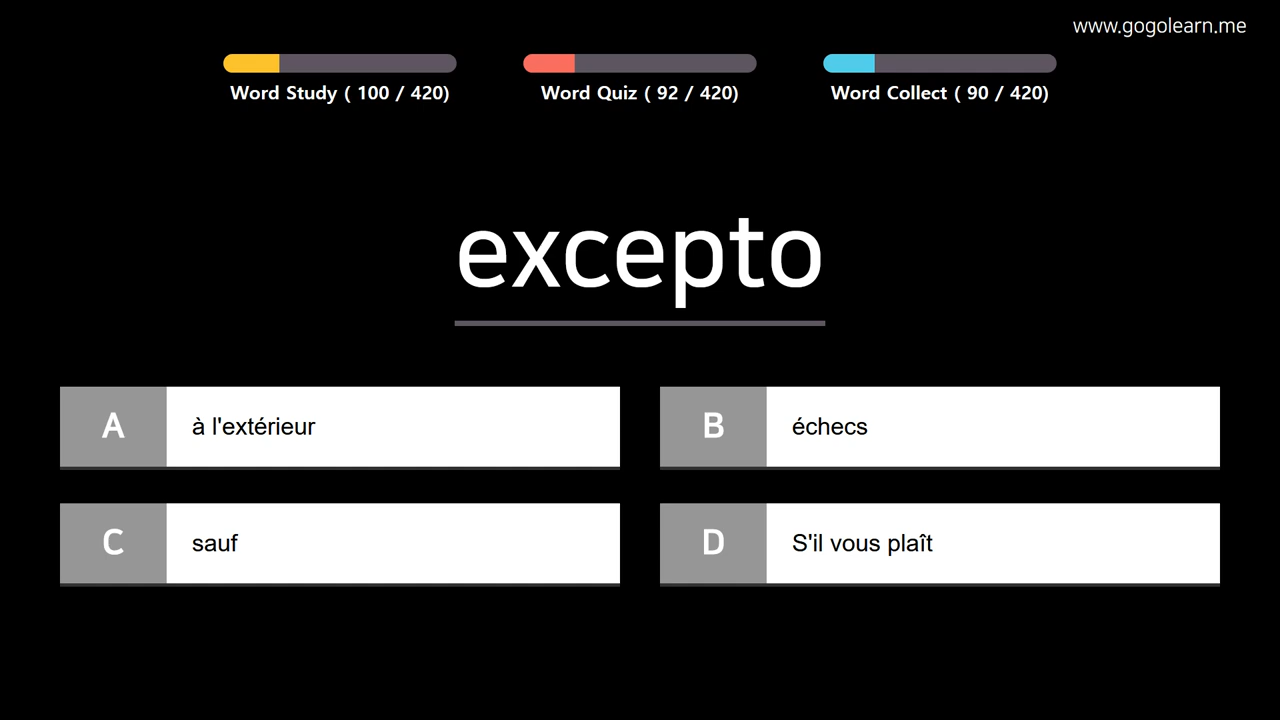 www.gogolearn.me
Word Study ( 100 / 420)
Word Quiz ( 92 / 420)
Word Collect ( 90 / 420)
excepto
A
à l'extérieur
B
échecs
C
sauf
D
S'il vous plaît